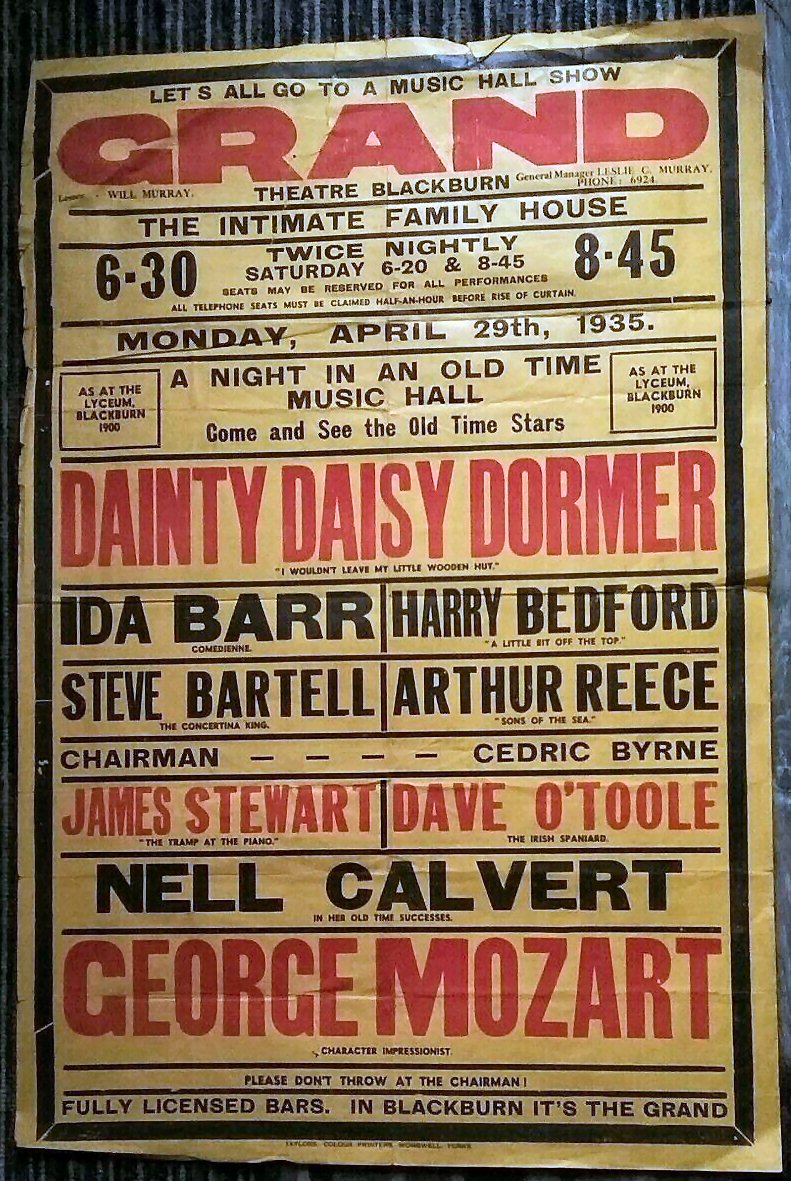 LET S ALL GO TO A MUSIC HALL SHOW
GRAND
Lessee - WILL MURRAY. THEATRE BLACKBURN General Manager LESLIE C. MURRAY.
PHONE: 6924
THE INTIMATE FAMILY HOUSE
6-30 TWICE NIGHTLY 8-45
SATURDAY 6-20 & 8-45
SEATS MAY BE RESERVED FOR ALL PERFORMANCES
ALL TELEPHONE SEATS MUST BE CLAIMED HALF-AN-HOUR BEFORE RISE OF CURTAIN.
MONDAY, APRIL 29th, 1935.
AS AT THE
LYCEUM,
BLACKBURN
1900
A NIGHT IN AN OLD TIME
MUSIC HALL
Come and See the Old Time Stars
AS AT THE
LYCEUM,
BLACKBURN
1900
DAINTY DAISY DORMER
"I WOULDN'T LEAVE MY LITTLE WOODEN HUT."
IDA BARR
COMEDIENNE.
HARRY BEDFORD
"A LITTLE BIT OFF THE TOP."
STEVE BARTELL
THE CONCERTINA KING.
ARTHUR REECE
"SONS OF THE SEA."
CHAIRMAN — — — — CEDRIC BYRNE
JAMES STEWART
"THE TRAMP AT THE PIANO."
DAVE O'TOOLE
THE IRISH SPANIARD.
NELL CALVERT
IN HER OLD TIME SUCCESSES.
GEORGE MOZART
CHARACTER IMPRESSIONIST.
PLEASE DON'T THROW AT THE CHAIRMAN!
FULLY LICENSED BARS. IN BLACKBURN IT'S THE GRAND
TAYLORS COLOUR PRINTERS WOMBWELL YORKS